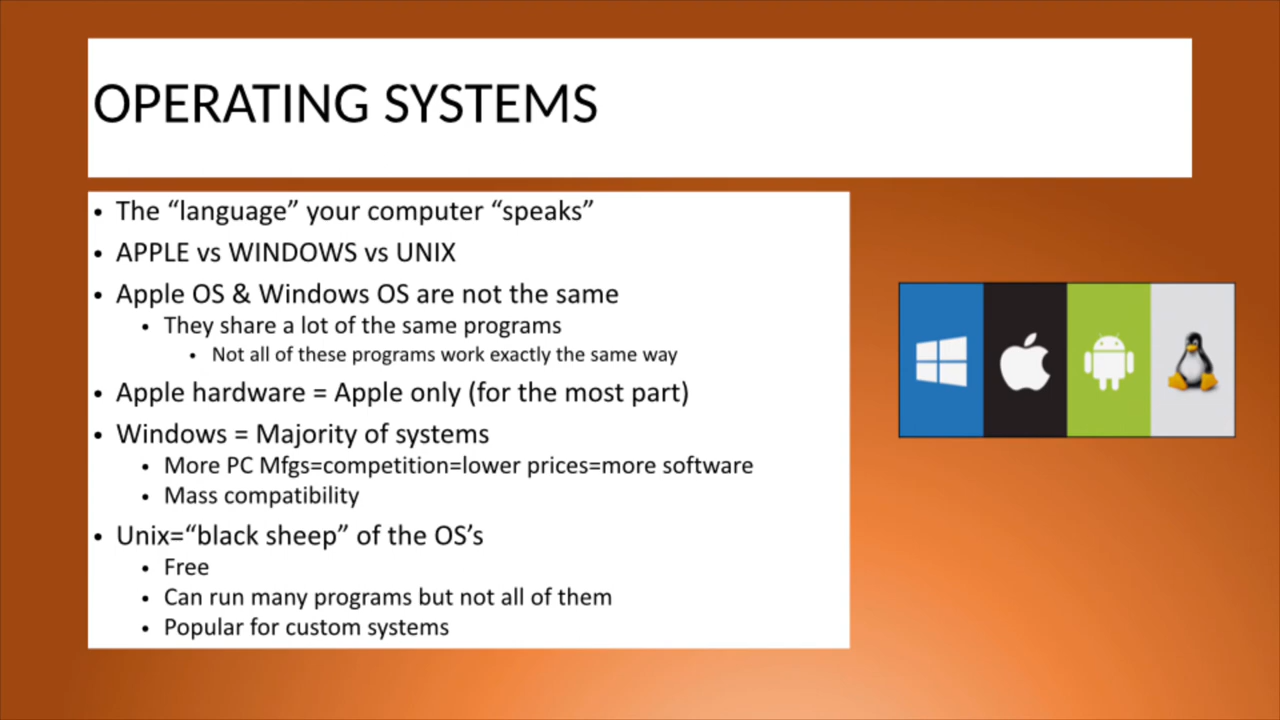 OPERATING SYSTEMS
• The “language” your computer “speaks”
• APPLE vs WINDOWS vs UNIX
• Apple OS & Windows OS are not the same
• They share a lot of the same programs
• Not all of these programs work exactly the same way
• Apple hardware = Apple only (for the most part)
• Windows = Majority of systems
• More PC Mfgs=competition=lower prices=more software
• Mass compatibility
• Unix=“black sheep” of the OS’s
• Free
• Can run many programs but not all of them
• Popular for custom systems